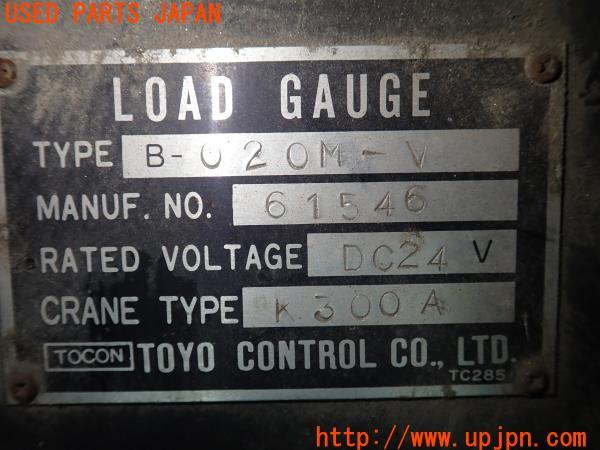 USED PARTS JAPAN
LOAD GAUGE
TYPE B-020M-V
MANUF. NO. 61546
RATED VOLTAGE DC24 V
CRANE TYPE K300A
TOCON TOYO CONTROL CO., LTD.
TC285
http://www.upjpn.com/